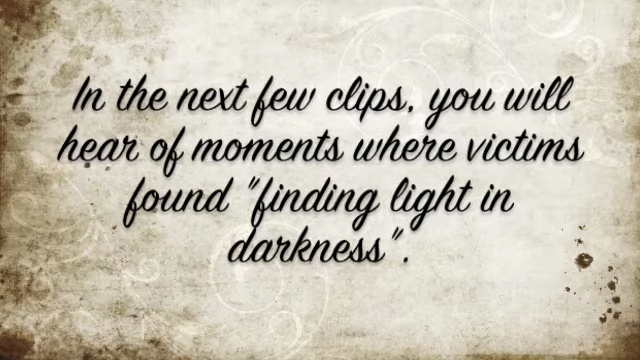 In the next few clips, you will
hear of moments where victims
found "finding light in
darkness".